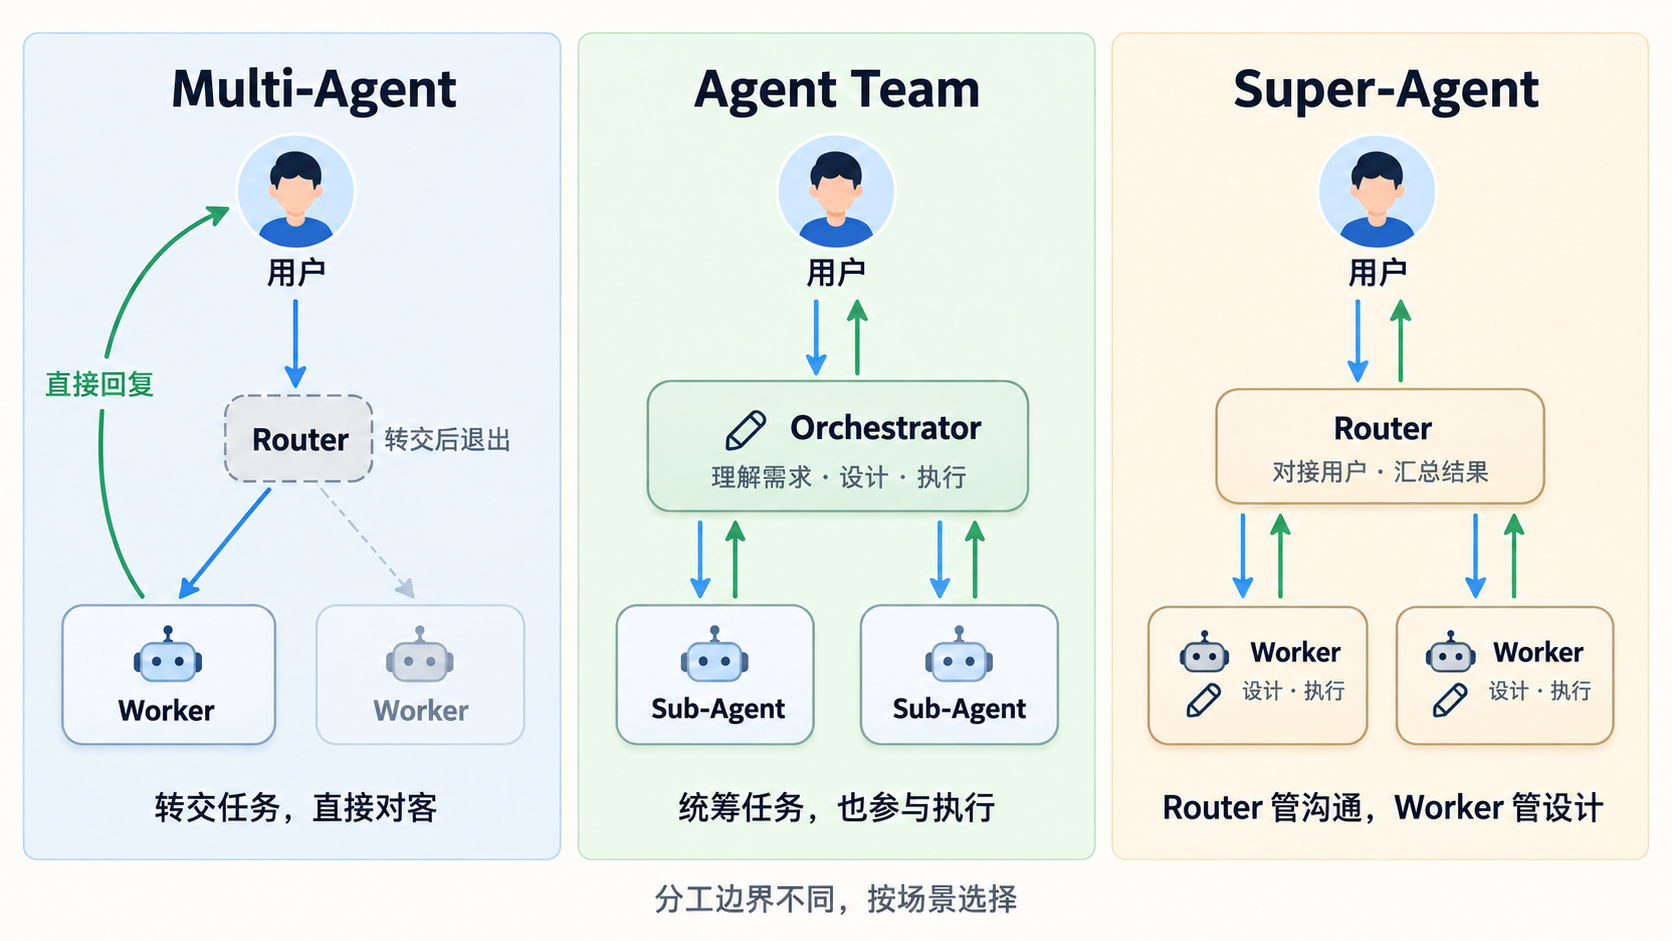 Multi-Agent
用户
直接回复
Router
转交后退出
Worker
Worker
转交任务，直接对客
Agent Team
用户
Orchestrator
理解需求 · 设计 · 执行
Sub-Agent
Sub-Agent
统筹任务，也参与执行
Super-Agent
用户
Router
对接用户 · 汇总结果
Worker
设计 · 执行
Worker
设计 · 执行
Router 管沟通，Worker 管设计
分工边界不同，按场景选择